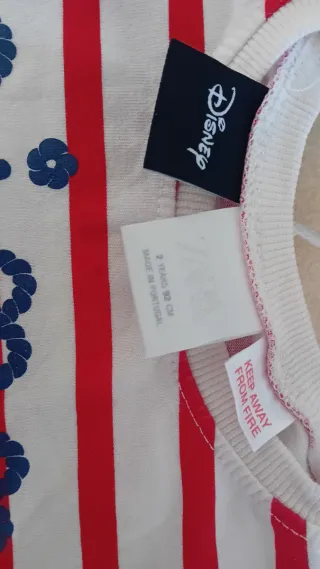 Disney
2 YEARS 92 CM
MADE IN PORTUGAL
KEEP AWAY
FROM FIRE